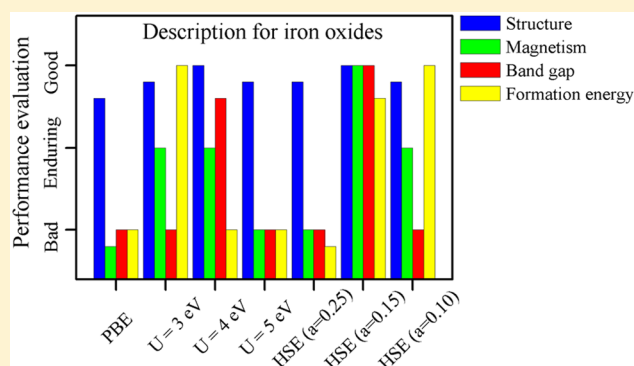 Description for iron oxides
Performance evaluation
Good
Enduring
Bad
PBE
U = 3 eV
U = 4 eV
U = 5 eV
HSE (a=0.25)
HSE (a=0.15)
HSE (a=0.10)
Structure
Magnetism
Band gap
Formation energy